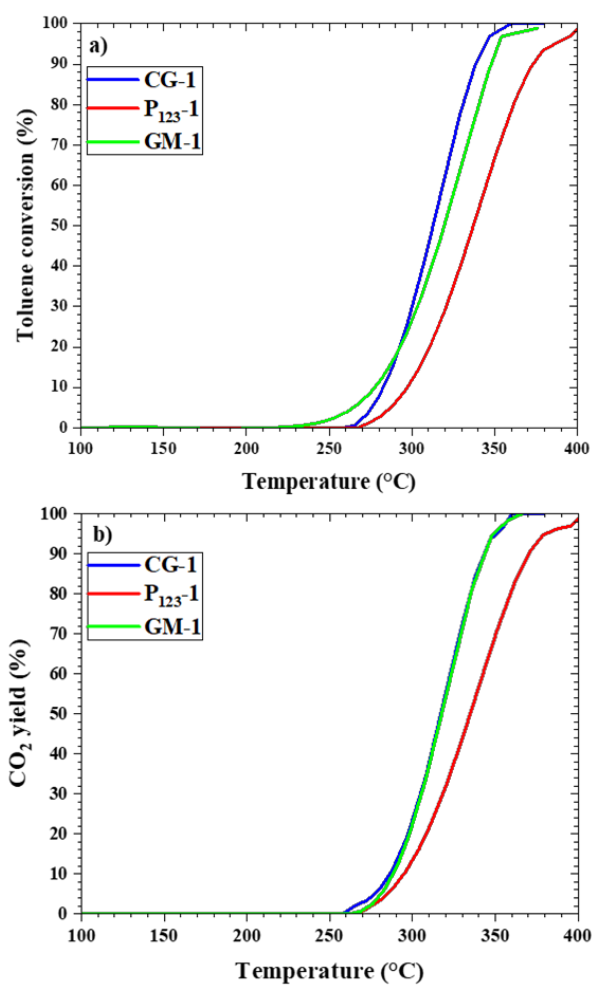 a)
CG-1
P₁₂₃-1
GM-1
Toluene conversion (%)
100
90
80
70
60
50
40
30
20
10
0
100 150 200 250 300 350 400
Temperature (°C)
b)
CG-1
P₁₂₃-1
GM-1
CO₂ yield (%)
100
90
80
70
60
50
40
30
20
10
0
100 150 200 250 300 350 400
Temperature (°C)